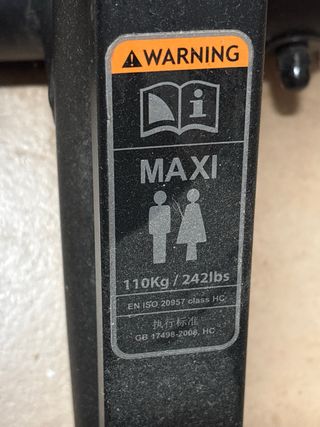 WARNING
MAXI
110Kg / 242lbs
EN ISO 20957 class HC
执行标准
GB 17498-2008, HC